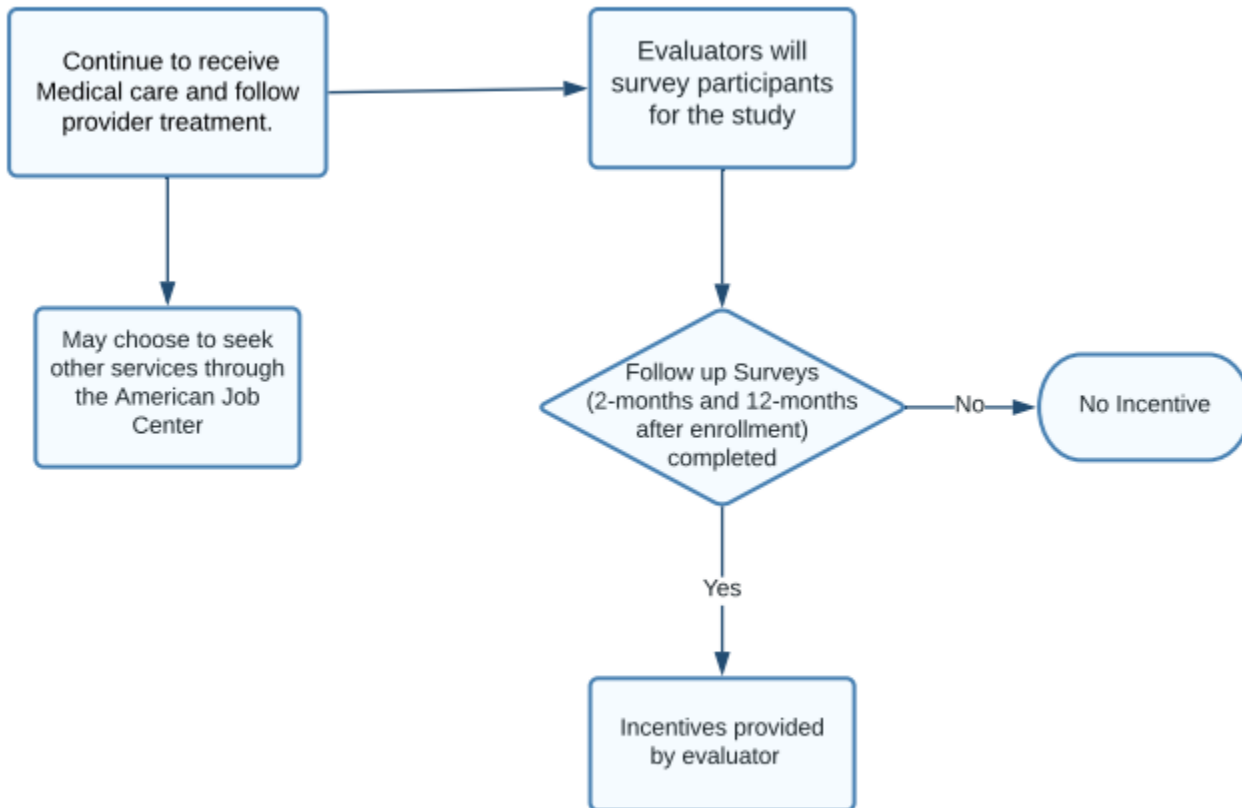 Continue to receive
Medical care and follow
provider treatment.
Evaluators will
survey participants
for the study
May choose to seek
other services through
the American Job
Center
Follow up Surveys
(2-months and 12-months
after enrollment)
completed
No
No Incentive
Yes
Incentives provided
by evaluator